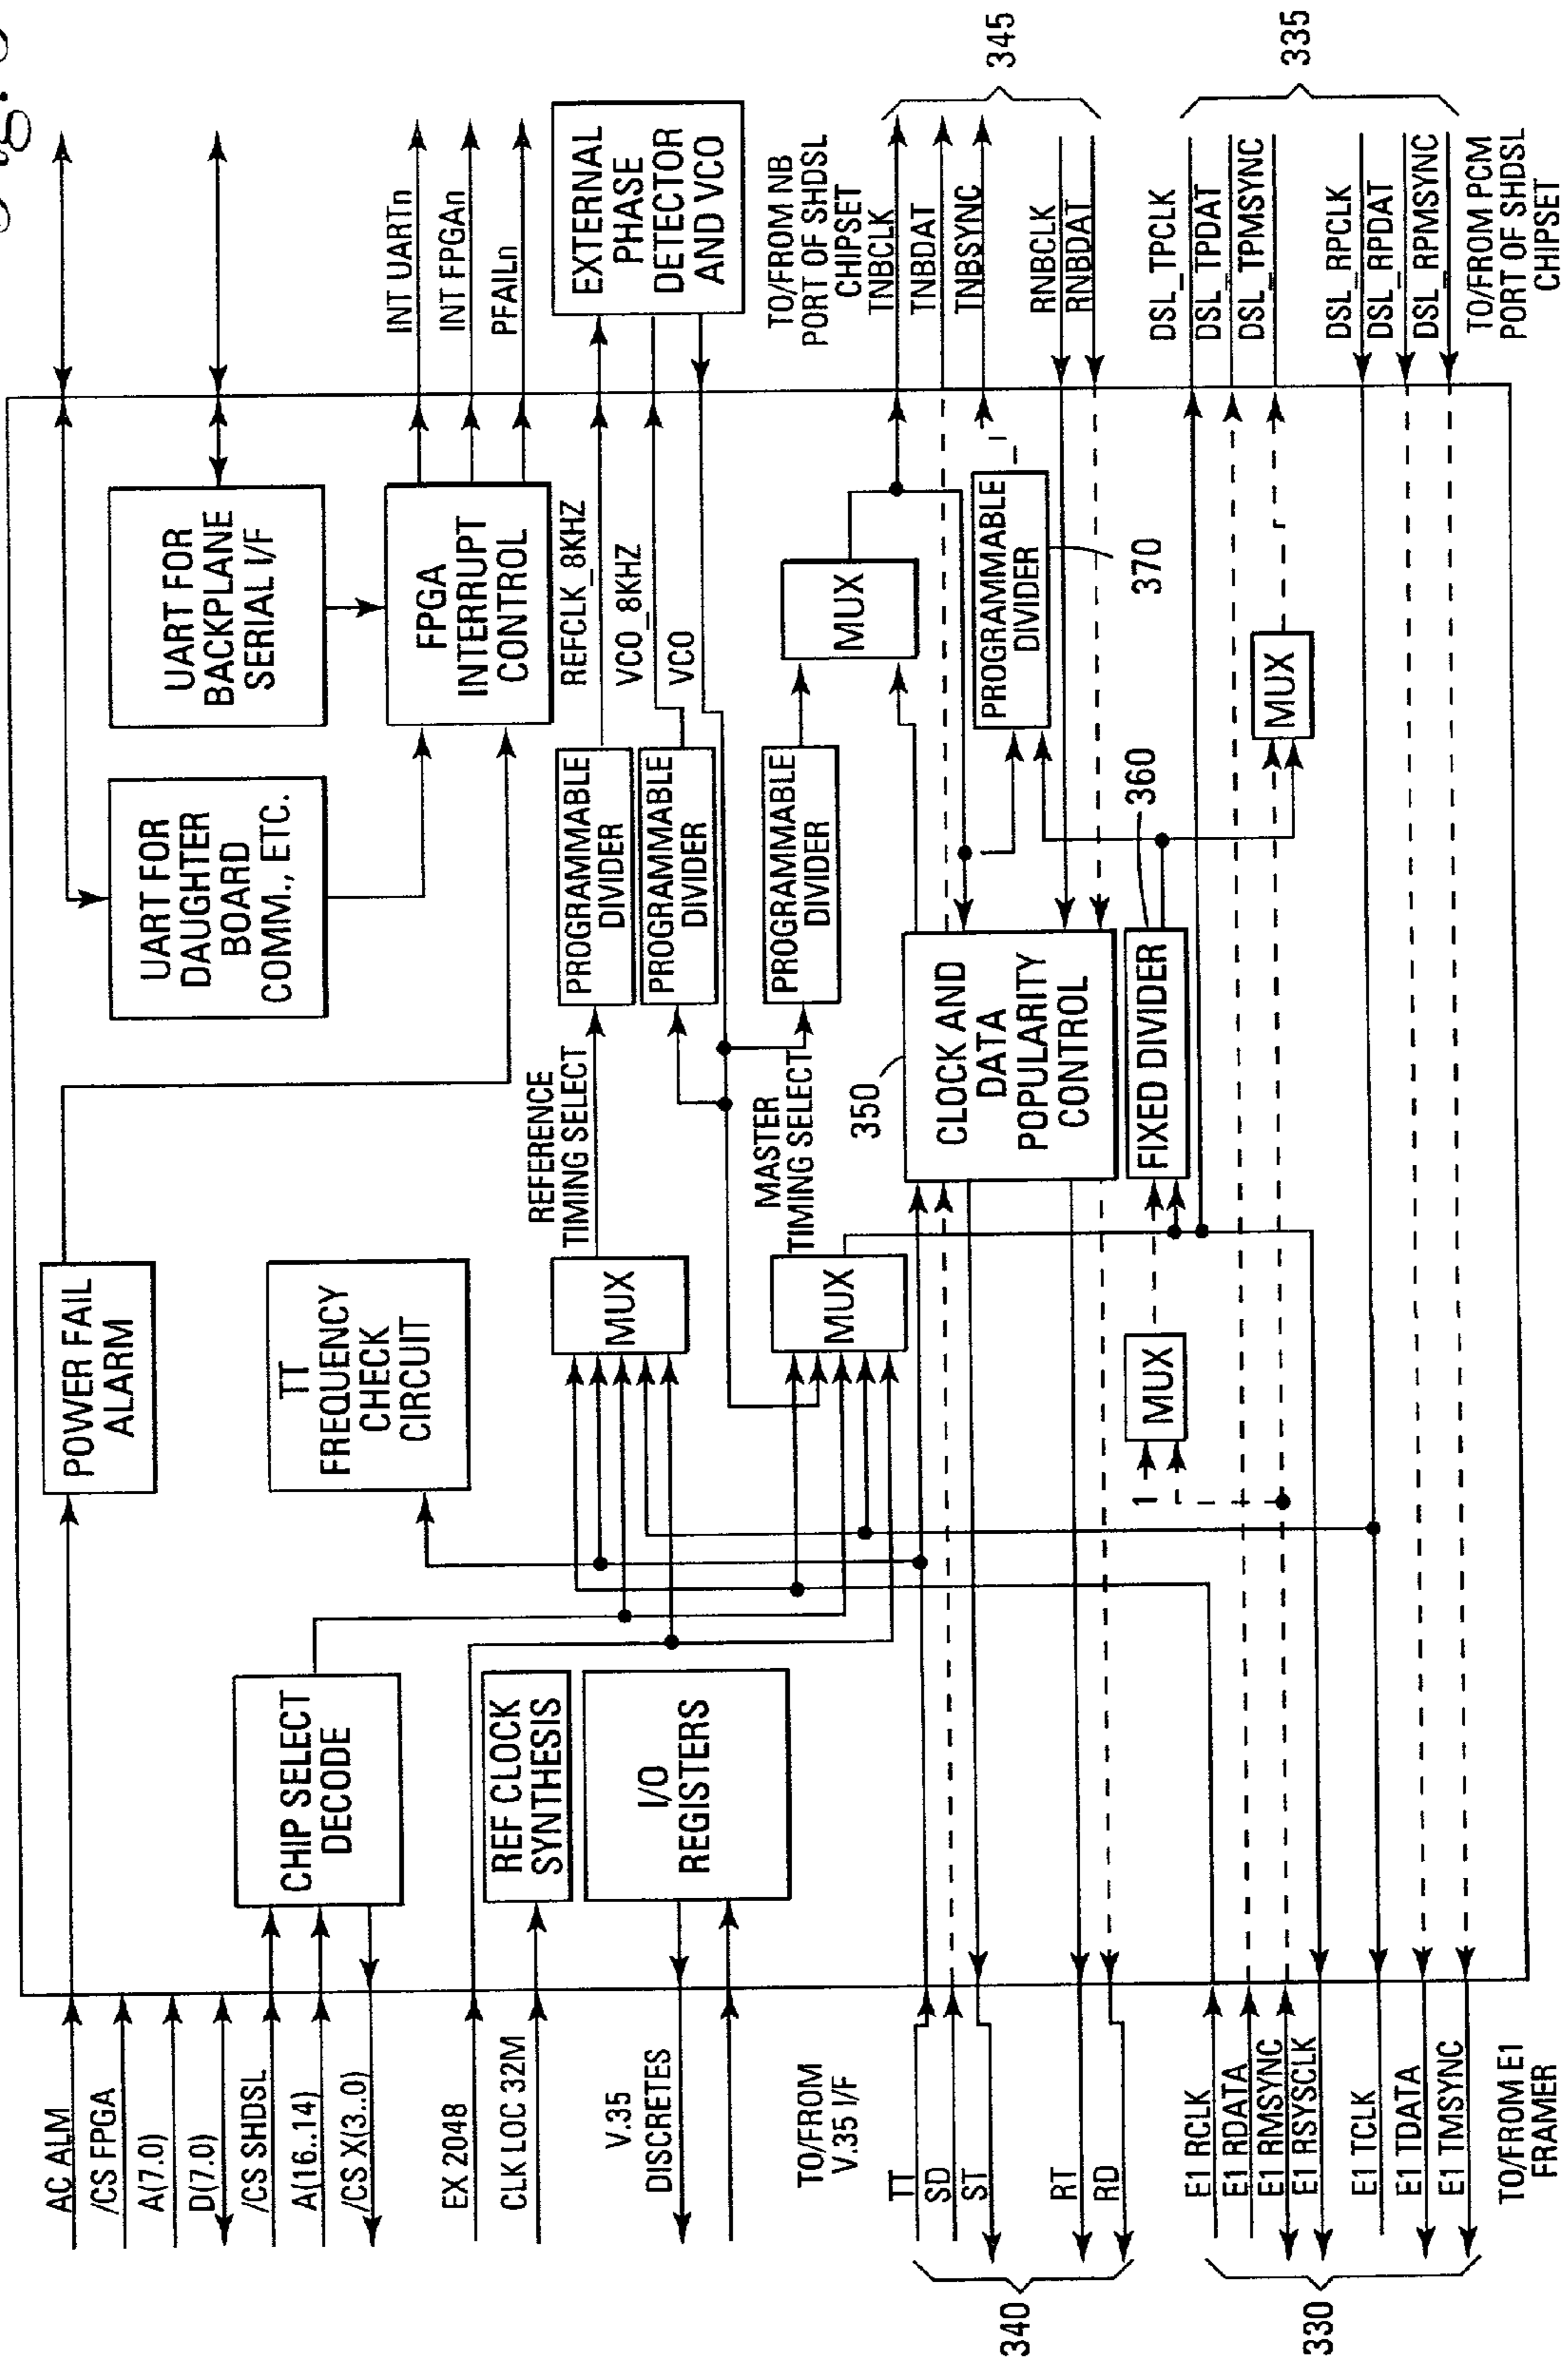 AC ALM
/CS FPGA
A(7.0)
D(7.0)
/CS SHDSL
A(16..14)
/CS X(3..0)
EX 2048
CLK LOC 32M
V.35
DISCRETES
TO/FROM
V.35 I/F
TT
SD
ST
RT
RD
340
E1 RCLK
E1 RDATA
E1 RMSYNC
E1 RSYSCLK
E1 TCLK
E1 TDATA
E1 TMSYNC
330
TO/FROM E1
FRAMER
CHIP SELECT
DECODE
REF CLOCK
SYNTHESIS
I/O
REGISTERS
POWER FAIL
ALARM
TT
FREQUENCY
CHECK
CIRCUIT
MUX
REFERENCE
TIMING SELECT
MUX
MASTER
TIMING SELECT
1
MUX
UART FOR
DAUGHTER
BOARD
COMM., ETC.
UART FOR
BACKPLANE
SERIAL I/F
FPGA
INTERRUPT
CONTROL
PROGRAMMABLE
DIVIDER
PROGRAMMABLE
DIVIDER
PROGRAMMABLE
DIVIDER
REFCLK_8KHZ
VCO_8KHZ
VCO
MUX
350
CLOCK AND
DATA
POPULARITY
CONTROL
FIXED DIVIDER
360
PROGRAMMABLE
DIVIDER
370
MUX
INT UARTn
INT FPGAn
PFAILn
EXTERNAL
PHASE
DETECTOR
AND VCO
TO/FROM NB
PORT OF SHDSL
CHIPSET
TNBCLK
TNBDAT
TNBSYNC
RNBCLK
RNBDAT
345
DSL_TPCLK
DSL_TPDAT
DSL_TPMSYNC
DSL_RPCLK
DSL_RPDAT
DSL_RPMSYNC
335
TO/FROM PCM
PORT OF SHDSL
CHIPSET